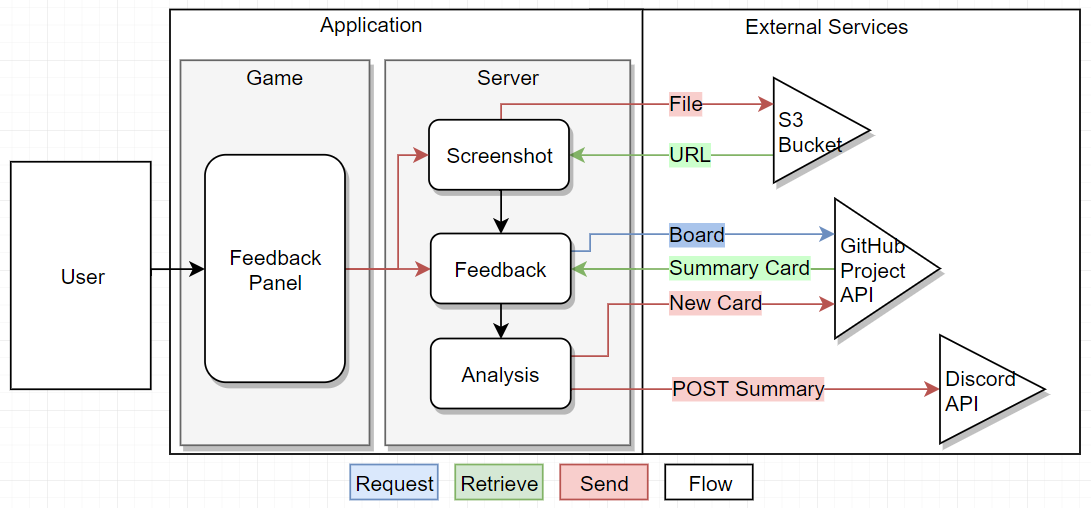 Application
External Services
Game
Server
File
S3
Bucket
Screenshot
URL
User
Feedback
Panel
Feedback
Board
Summary Card
New Card
GitHub
Project
API
Analysis
POST Summary
Discord
API
Request
Retrieve
Send
Flow